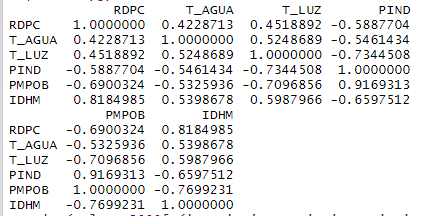 RDPC T_AGUA T_LUZ PIND
RDPC 1.0000000 0.4228713 0.4518892 -0.5887704
T_AGUA 0.4228713 1.0000000 0.5248689 -0.5461434
T_LUZ 0.4518892 0.5248689 1.0000000 -0.7344508
PIND -0.5887704 -0.5461434 -0.7344508 1.0000000
PMPOB -0.6900324 -0.5325936 -0.7096856 0.9169313
IDHM 0.8184985 0.5398678 0.5987966 -0.6597512
PMPOB IDHM
RDPC -0.6900324 0.8184985
T_AGUA -0.5325936 0.5398678
T_LUZ -0.7096856 0.5987966
PIND 0.9169313 -0.6597512
PMPOB 1.0000000 -0.7699231
IDHM -0.7699231 1.0000000